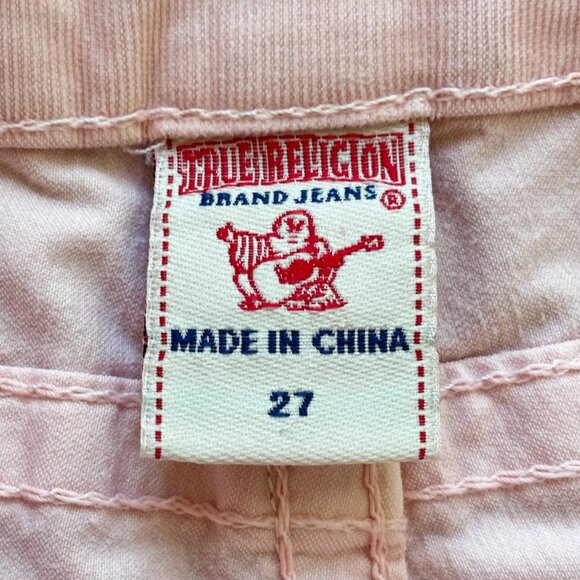 TRUE RELIGION
BRAND JEANS ®
MADE IN CHINA
27